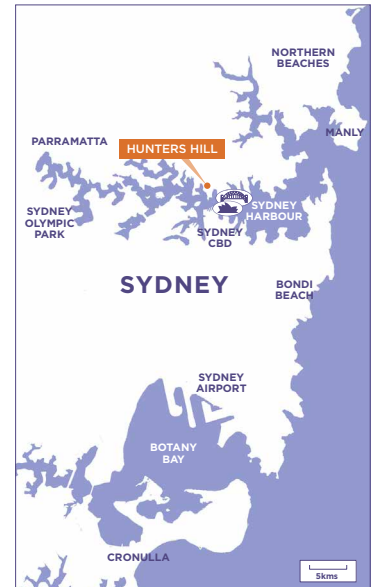 NORTHERN
BEACHES
MANLY
PARRAMATTA
HUNTERS HILL
SYDNEY
OLYMPIC
PARK
SYDNEY
HARBOUR
SYDNEY
CBD
SYDNEY
BONDI
BEACH
SYDNEY
AIRPORT
BOTANY
BAY
CRONULLA
5kms